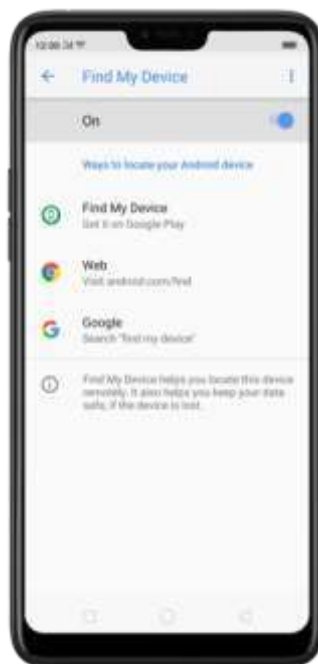 Find My Device
On
Ways to locate your Android device
Find My Device
Get it on Google Play
Web
Visit android.com/find
Google
Search "find my device"
Find My Device helps you locate this device
remotely. It also helps you keep your data
safe, if the device is lost.